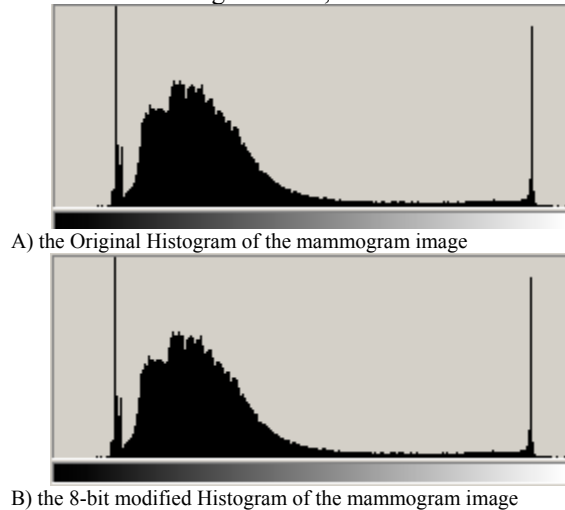 A) the Original Histogram of the mammogram image
B) the 8-bit modified Histogram of the mammogram image